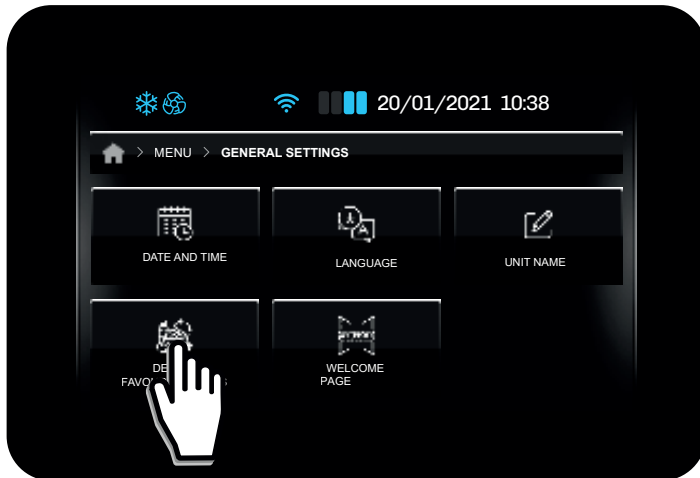 20/01/2021 10:38
> MENU > GENERAL SETTINGS
DATE AND TIME
LANGUAGE
UNIT NAME
WELCOME
PAGE